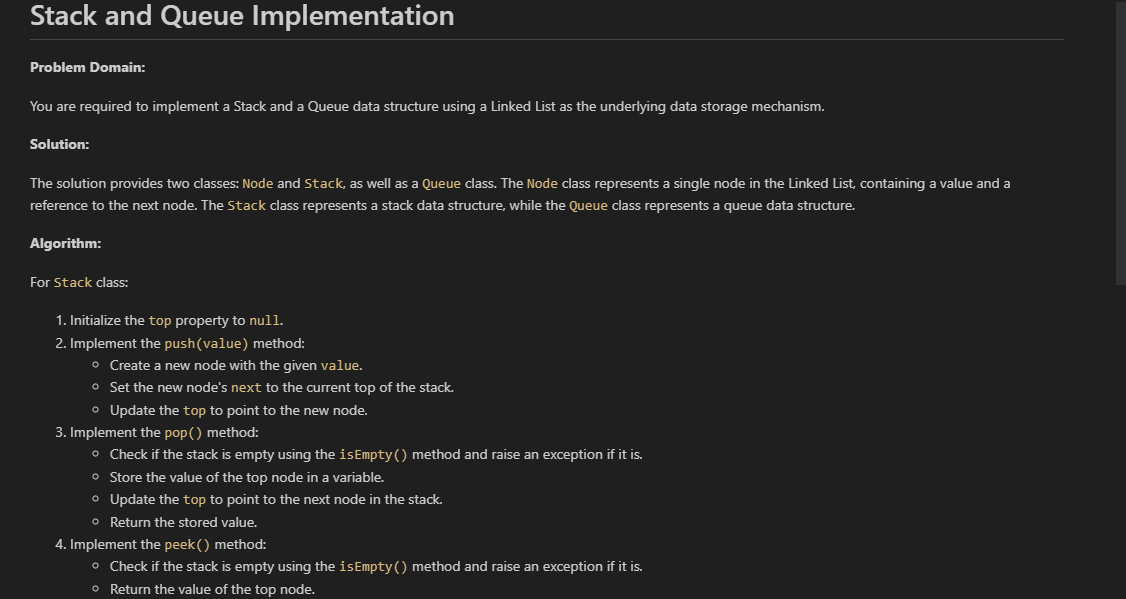 Stack and Queue Implementation
Problem Domain:
You are required to implement a Stack and a Queue data structure using a Linked List as the underlying data storage mechanism.
Solution:
The solution provides two classes: Node and Stack, as well as a Queue class. The Node class represents a single node in the Linked List, containing a value and a
reference to the next node. The Stack class represents a stack data structure, while the Queue class represents a queue data structure.
Algorithm:
For Stack class:
1. Initialize the top property to null.
2. Implement the push(value) method:
○ Create a new node with the given value.
○ Set the new node's next to the current top of the stack.
○ Update the top to point to the new node.
3. Implement the pop() method:
○ Check if the stack is empty using the isEmpty() method and raise an exception if it is.
○ Store the value of the top node in a variable.
○ Update the top to point to the next node in the stack.
○ Return the stored value.
4. Implement the peek() method:
○ Check if the stack is empty using the isEmpty() method and raise an exception if it is.
○ Return the value of the top node.